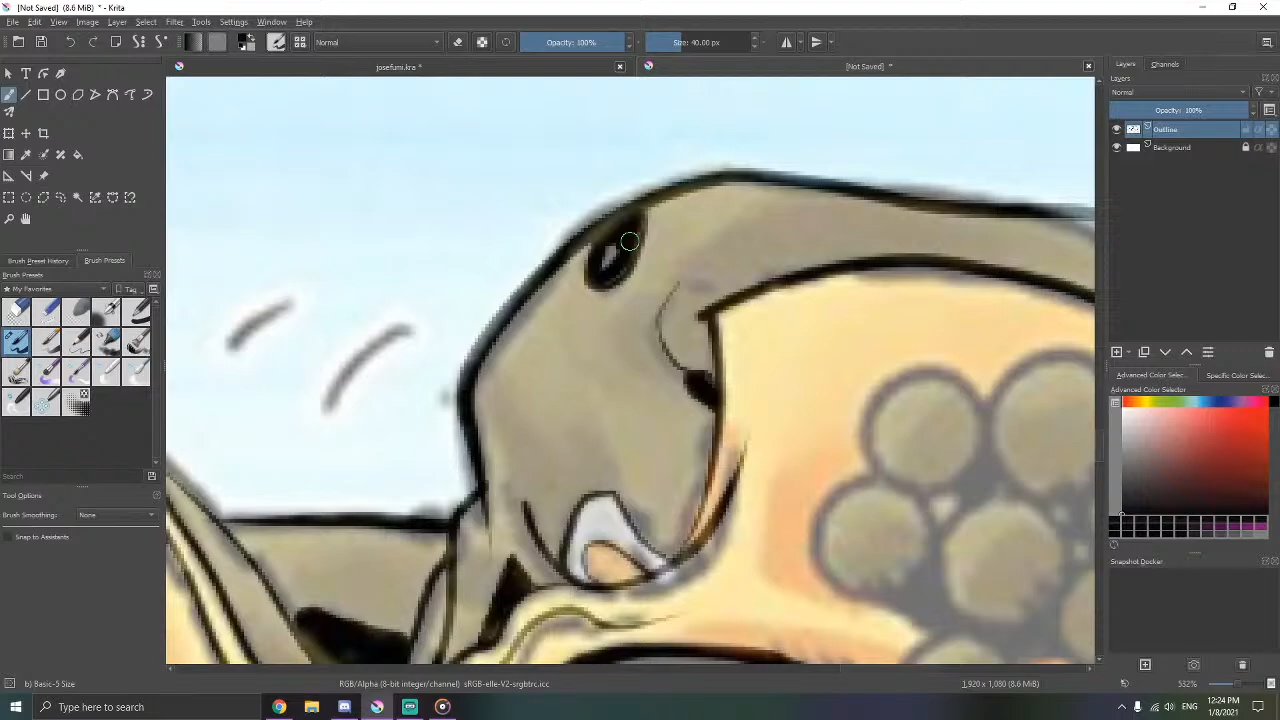 [Not Saved] (8.6 MiB) * - Krita
File Edit View Image Layer Select Filter Tools Settings Window Help
Normal Opacity: 100% Size: 40.00 px
josefumi.kra * [Not Saved] *
Layers Channels
Layers
Normal
Opacity: 100%
Outline
Background
Brush Preset History Brush Presets
Brush Presets
My Favorites Tag
Search
Tool Options
Brush Smoothing: None
Snap to Assistants
Advanced Color Selec... Specific Color Selec...
Advanced Color Selector
Snapshot Docker
b) Basic-5 Size RGB/Alpha (8-bit integer/channel) sRGB-elle-V2-srgbtrc.icc 1,920 x 1,080 (8.6 MiB) 532%
Type here to search ENG 12:24 PM
1/8/2021